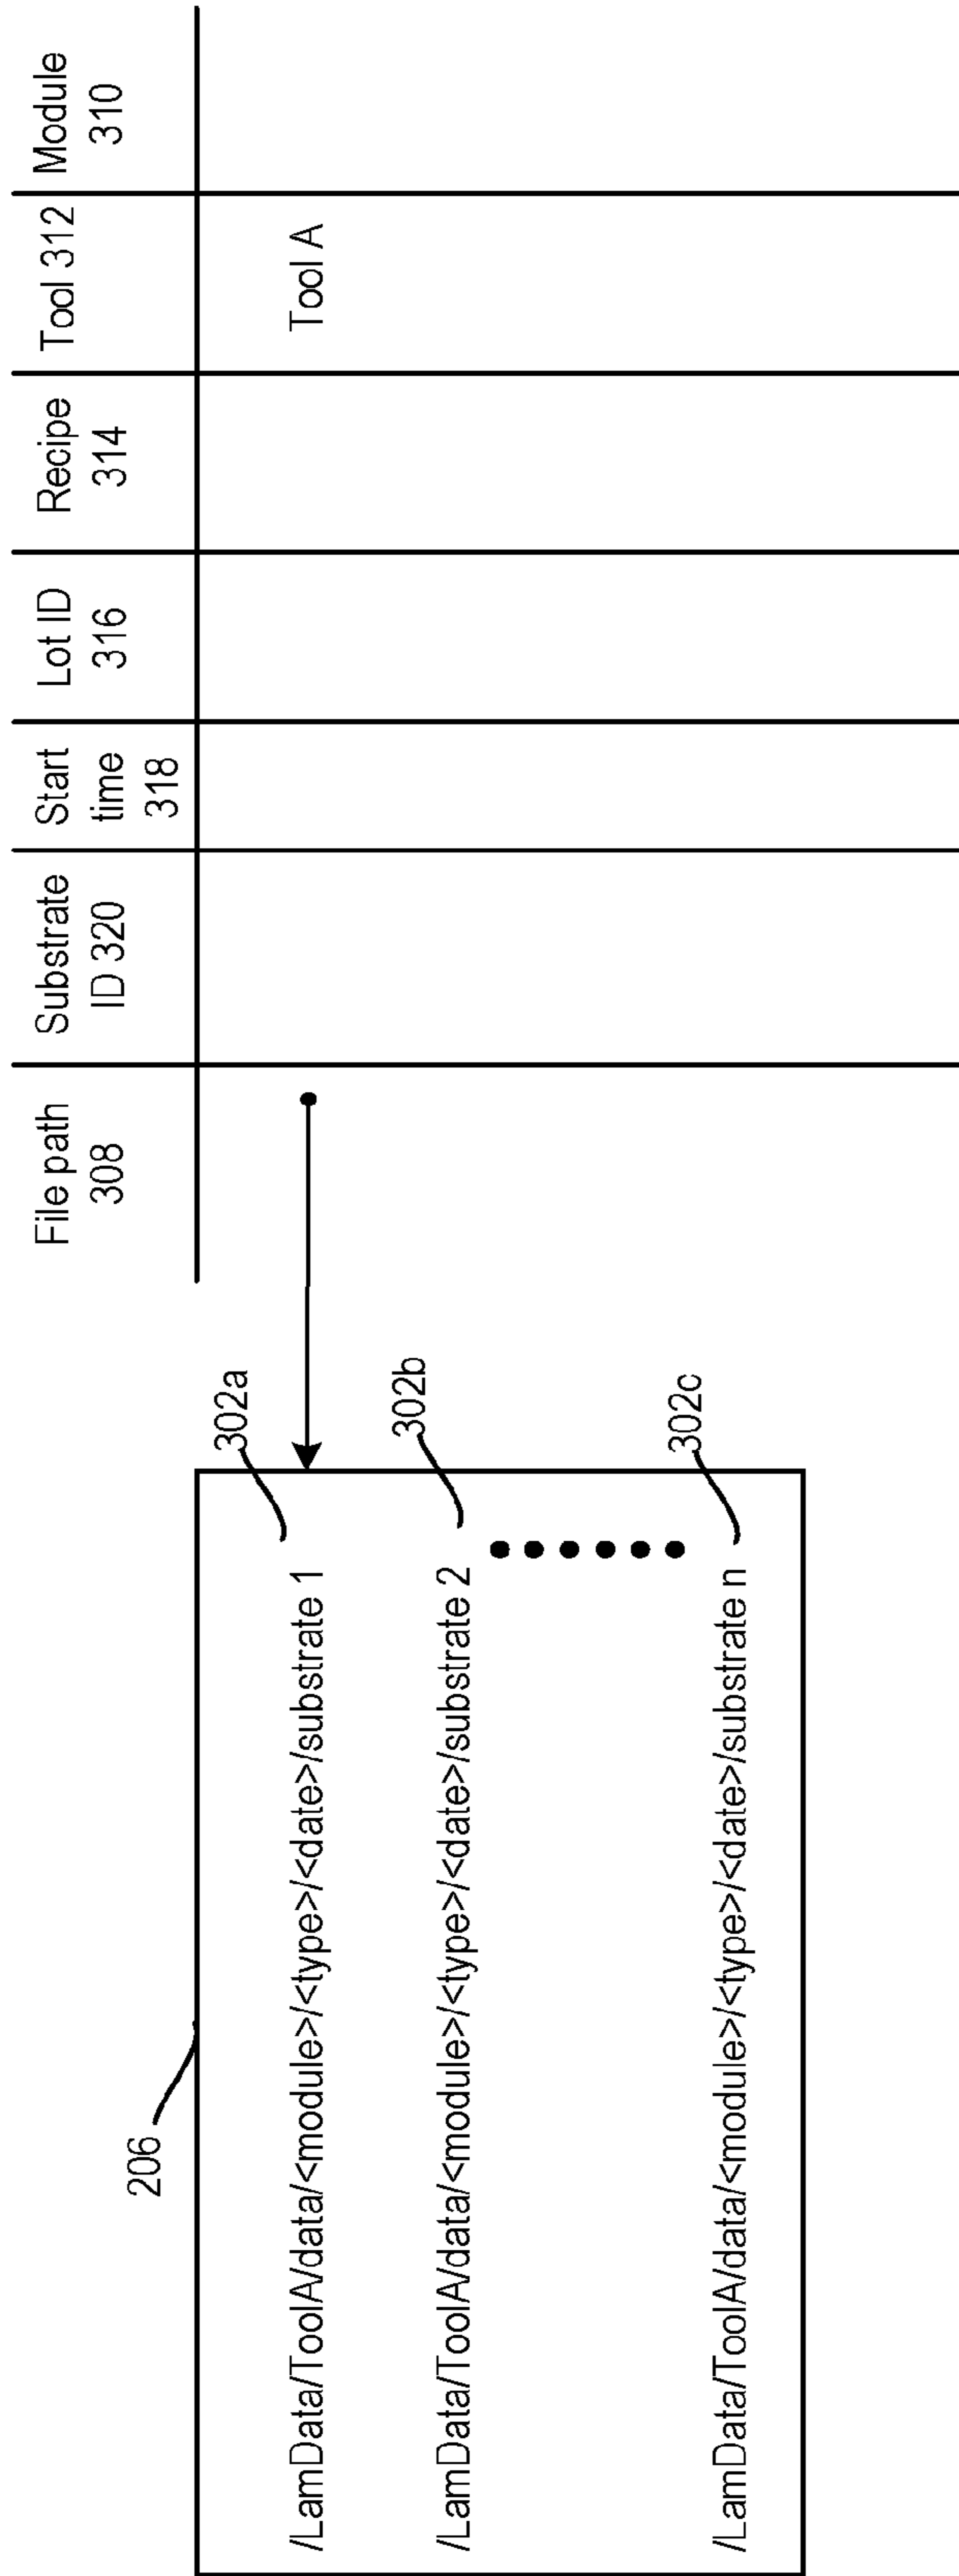 206
302a
/LamData/ToolA/data/<module>/<type>/<date>/substrate 1
302b
/LamData/ToolA/data/<module>/<type>/<date>/substrate 2
302c
/LamData/ToolA/data/<module>/<type>/<date>/substrate n
File path
308
Substrate
ID 320
Start
time
318
Lot ID
316
Recipe
314
Tool 312
Module
310
Tool A